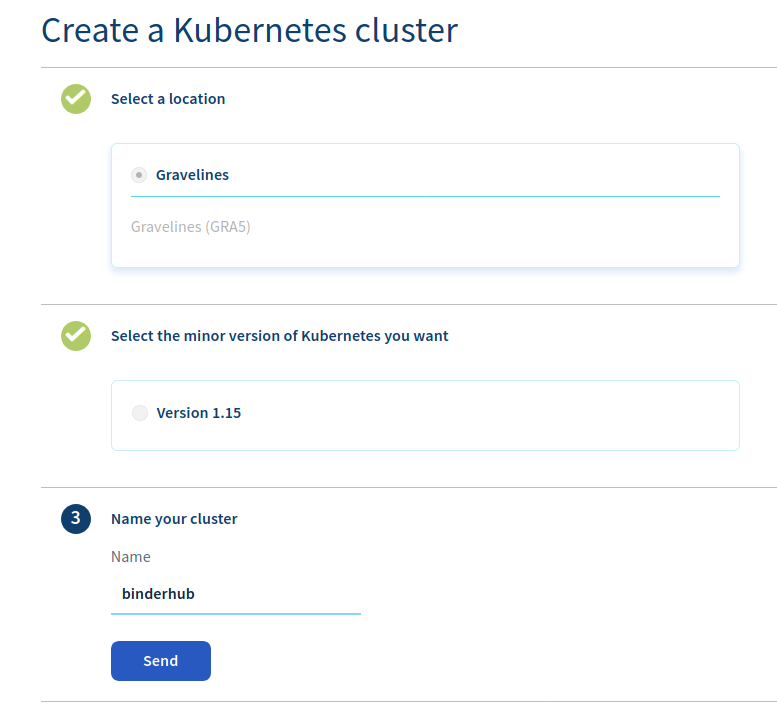 Create a Kubernetes cluster
Select a location
Gravelines
Gravelines (GRA5)
Select the minor version of Kubernetes you want
Version 1.15
3 Name your cluster
Name
binderhub
Send